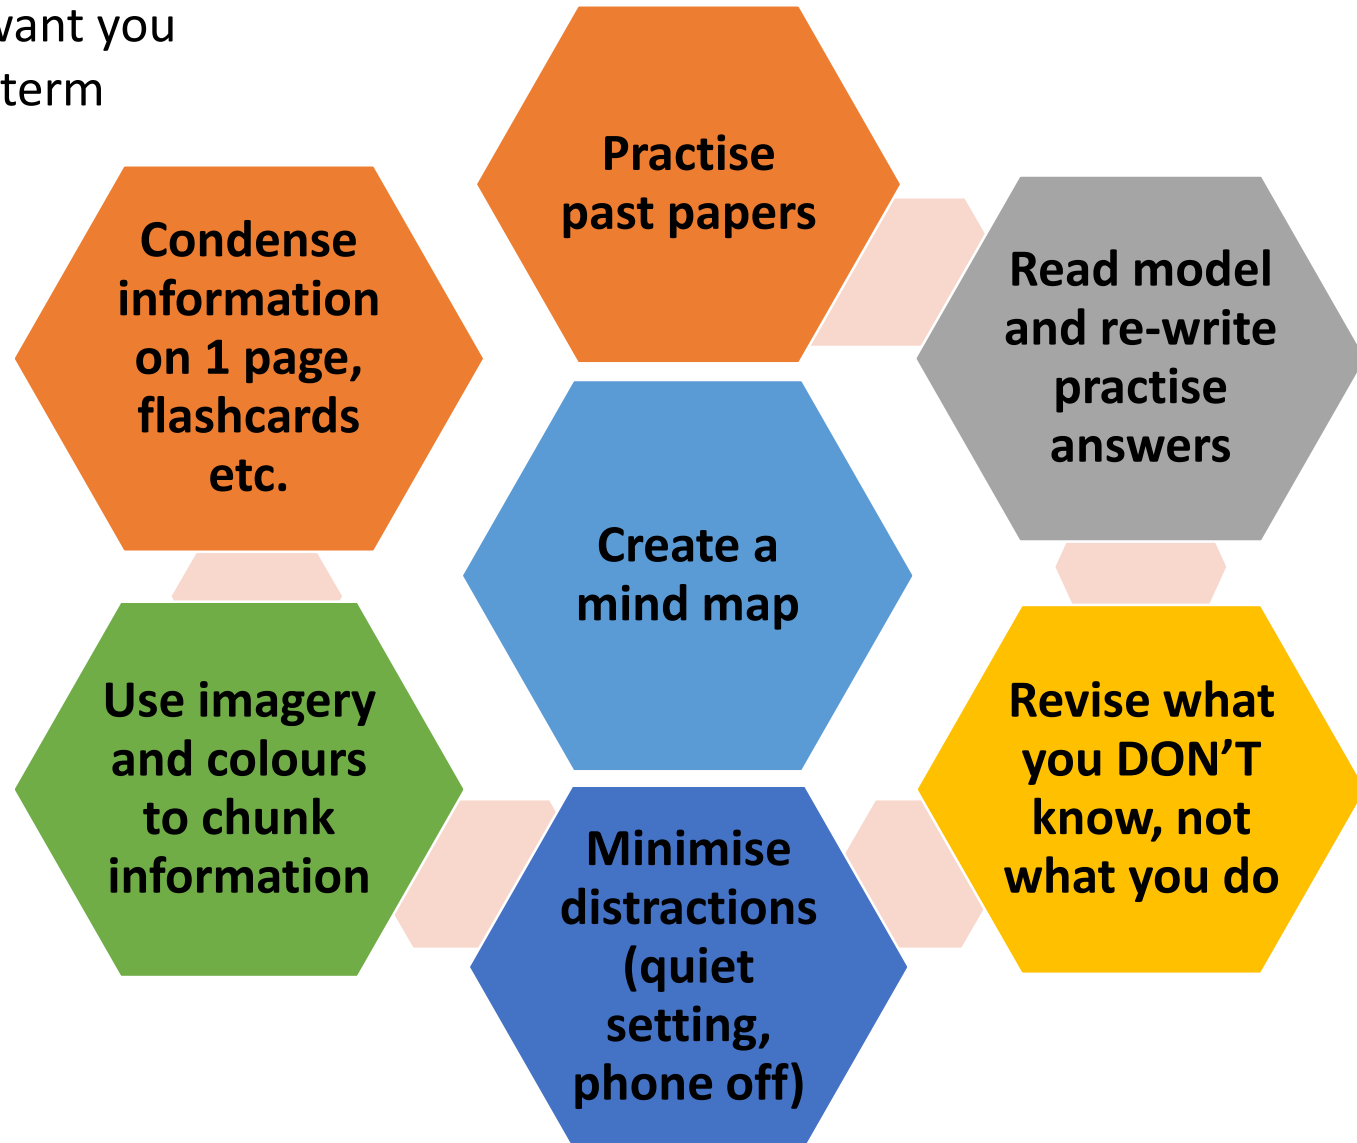 want you
term
Practise
past papers
Condense
information
on 1 page,
flashcards
etc.
Read model
and re-write
practise
answers
Create a
mind map
Use imagery
and colours
to chunk
information
Revise what
you DON’T
know, not
what you do
Minimise
distractions
(quiet
setting,
phone off)